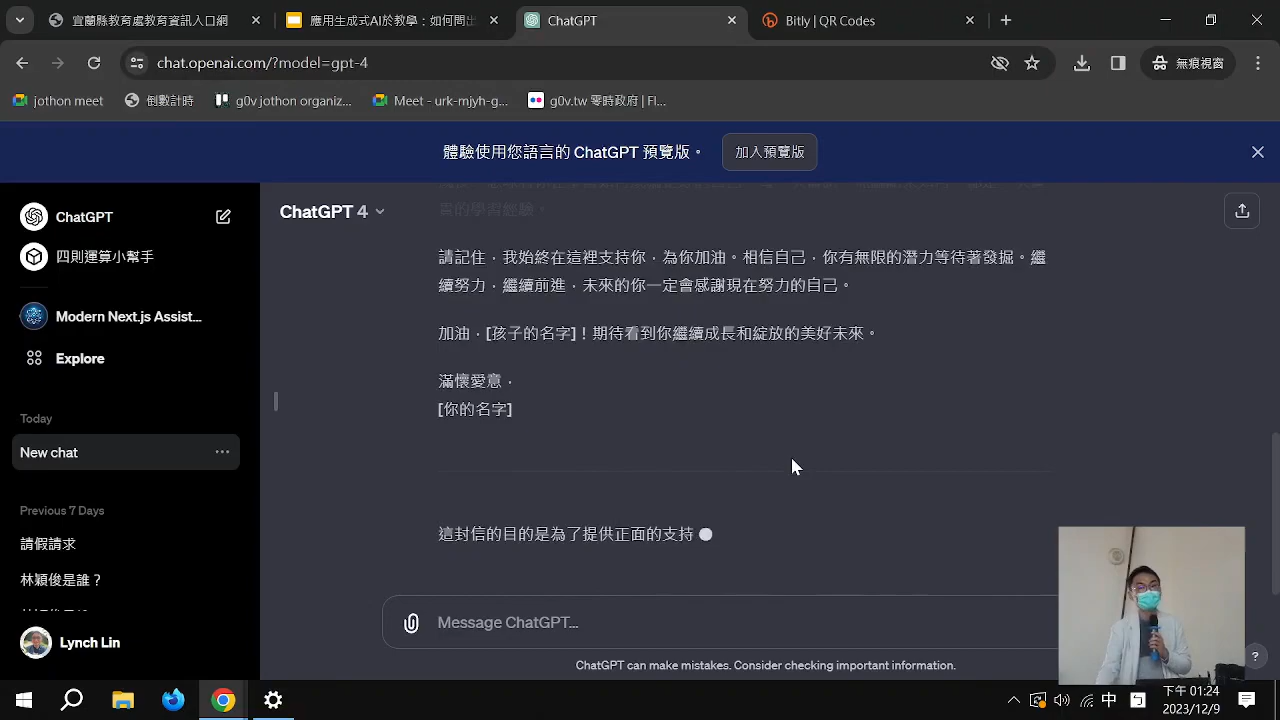 宜蘭縣教育處教育資訊入口網
應用生成式AI於教學：如何問出
ChatGPT
Bitly | QR Codes
chat.openai.com/?model=gpt-4
無痕視窗
jothon meet
倒數計時
g0v jothon organiz...
Meet - urk-mjyh-g...
g0v.tw 零時政府 | Fl...
體驗使用您語言的 ChatGPT 預覽版。
加入預覽版
ChatGPT
四則運算小幫手
Modern Next.js Assist...
Explore
Today
New chat
Previous 7 Days
請假請求
林穎俊是誰？
Lynch Lin
ChatGPT 4
富的學習經驗。
請記住，我始終在這裡支持你，為你加油。相信自己，你有無限的潛力等待著發掘。繼
續努力，繼續前進，未來的你一定會感謝現在努力的自己。
加油，[孩子的名字]！期待看到你繼續成長和綻放的美好未來。
滿懷愛意，
[你的名字]
這封信的目的是為了提供正面的支持
Message ChatGPT...
ChatGPT can make mistakes. Consider checking important information.
?
中
下午 01:24
2023/12/9